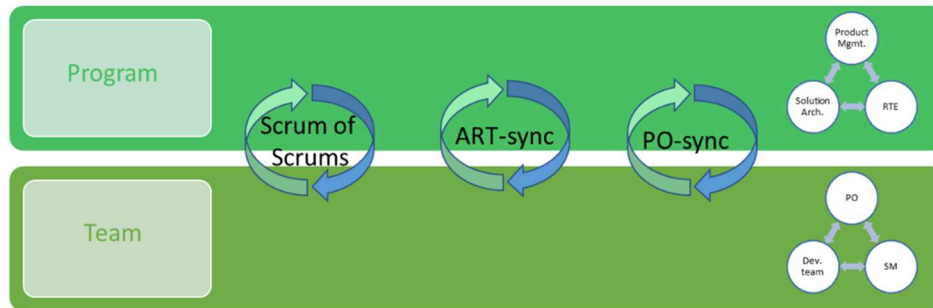 Program
Scrum of
Scrums
ART-sync
PO-sync
Product
Mgmt.
Solution
Arch.
RTE
Team
PO
Dev.
team
SM